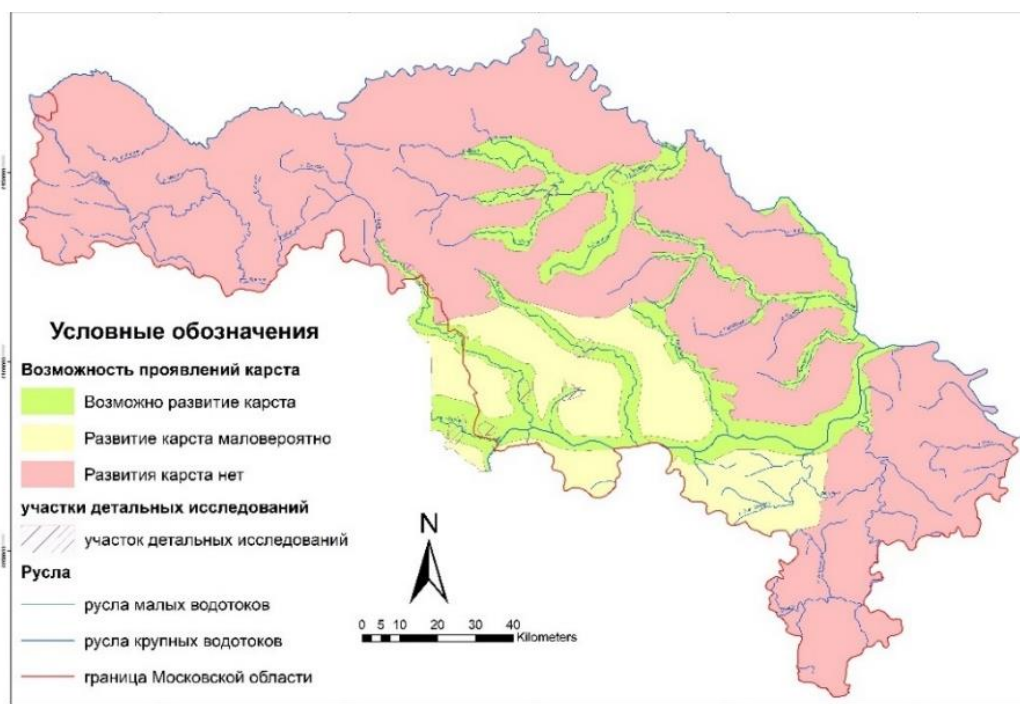 Условные обозначения
Возможность проявлений карста
Возможно развитие карста
Развитие карста маловероятно
Развития карста нет
участки детальных исследований
участок детальных исследований
Русла
русла малых водотоков
русла крупных водотоков
граница Московской области
N
0 5 10 20 30 40
Kilometers